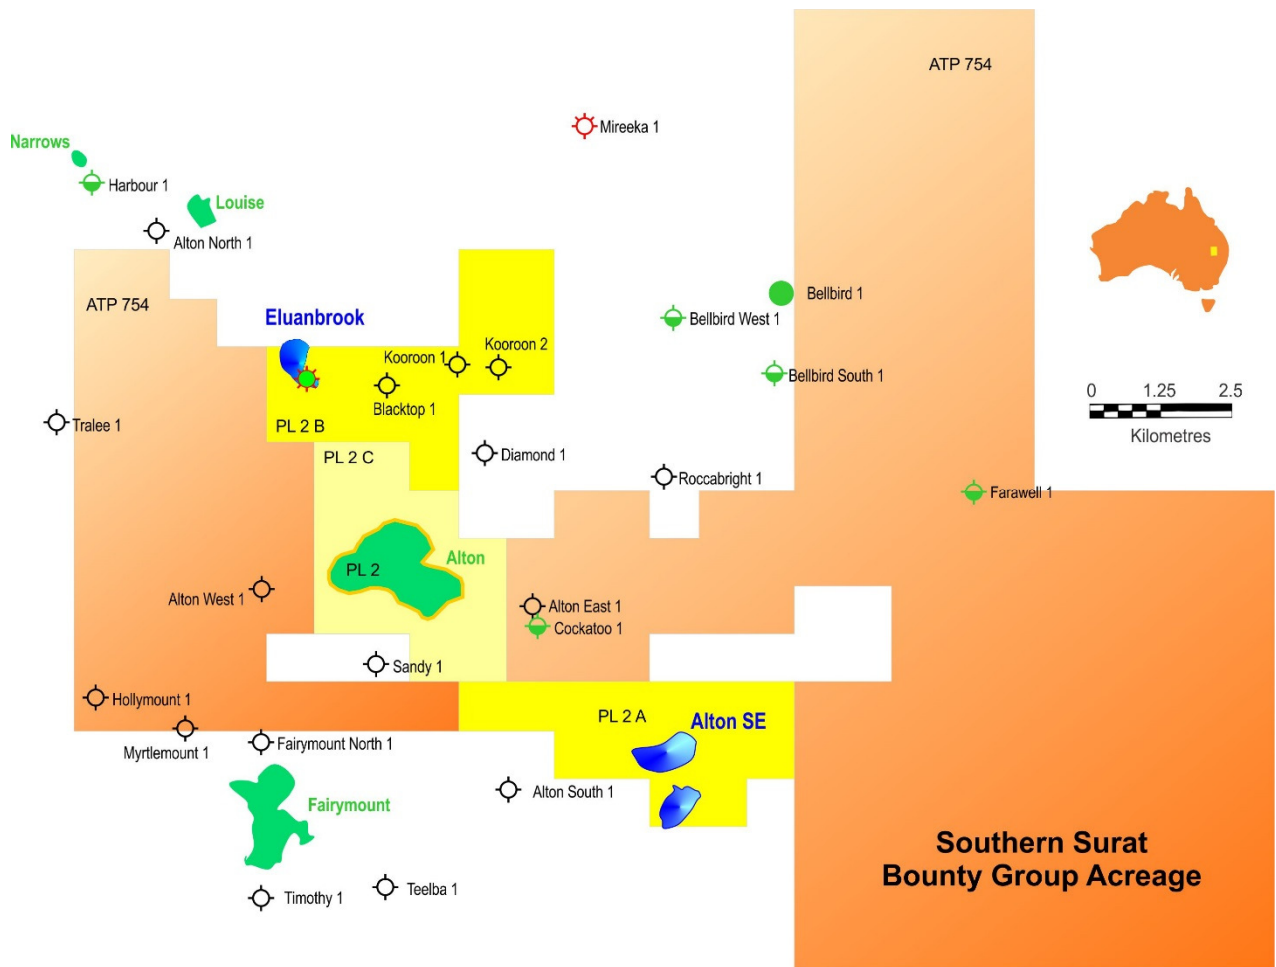 ATP 754
Mireeka 1
Narrows
Harbour 1
Louise
Alton North 1
ATP 754
Bellbird 1
Eluanbrook
Bellbird West 1
Kooroon 1
Kooroon 2
Bellbird South 1
0 1.25 2.5
Kilometres
Blacktop 1
Tralee 1
PL 2 B
PL 2 C
Diamond 1
Roccabright 1
Farawell 1
Alton
PL 2
Alton West 1
Alton East 1
Cockatoo 1
Sandy 1
Hollymount 1
PL 2 A
Alton SE
Myrtlemount 1
Fairymount North 1
Alton South 1
Fairymount
Southern Surat
Bounty Group Acreage
Teelba 1
Timothy 1